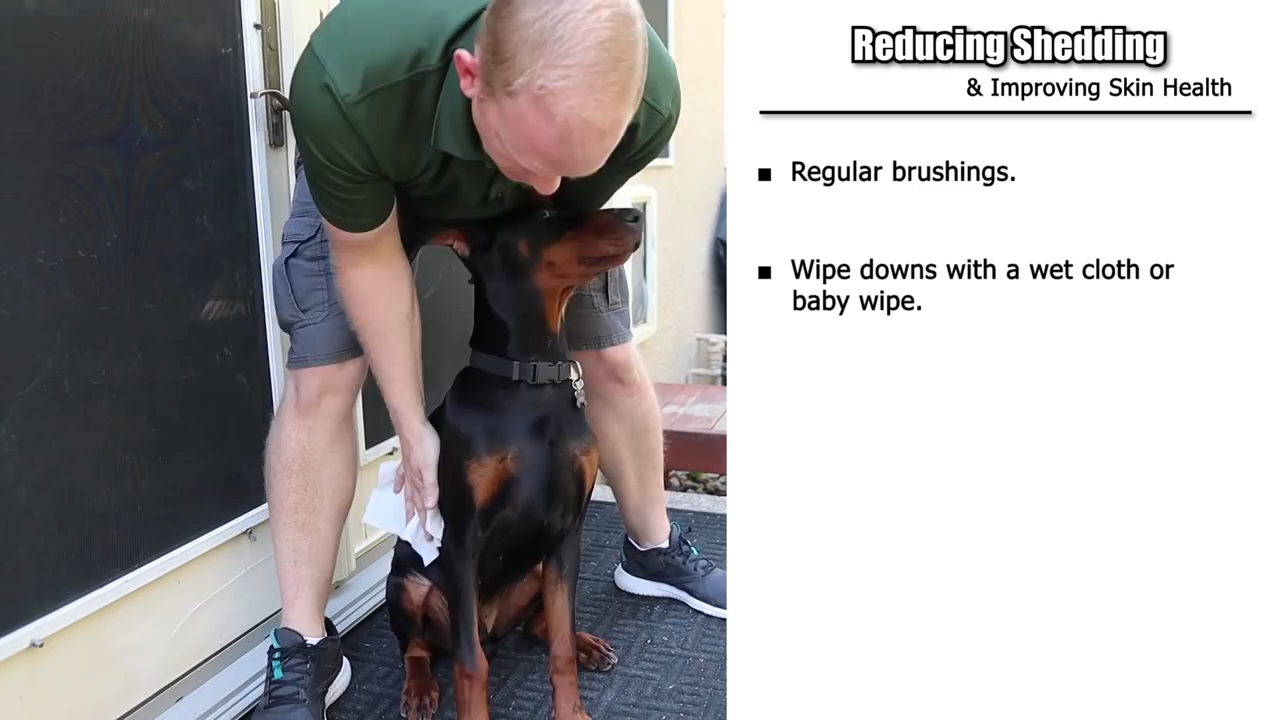 Reducing Shedding
& Improving Skin Health
▪ Regular brushings.
▪ Wipe downs with a wet cloth or
baby wipe.